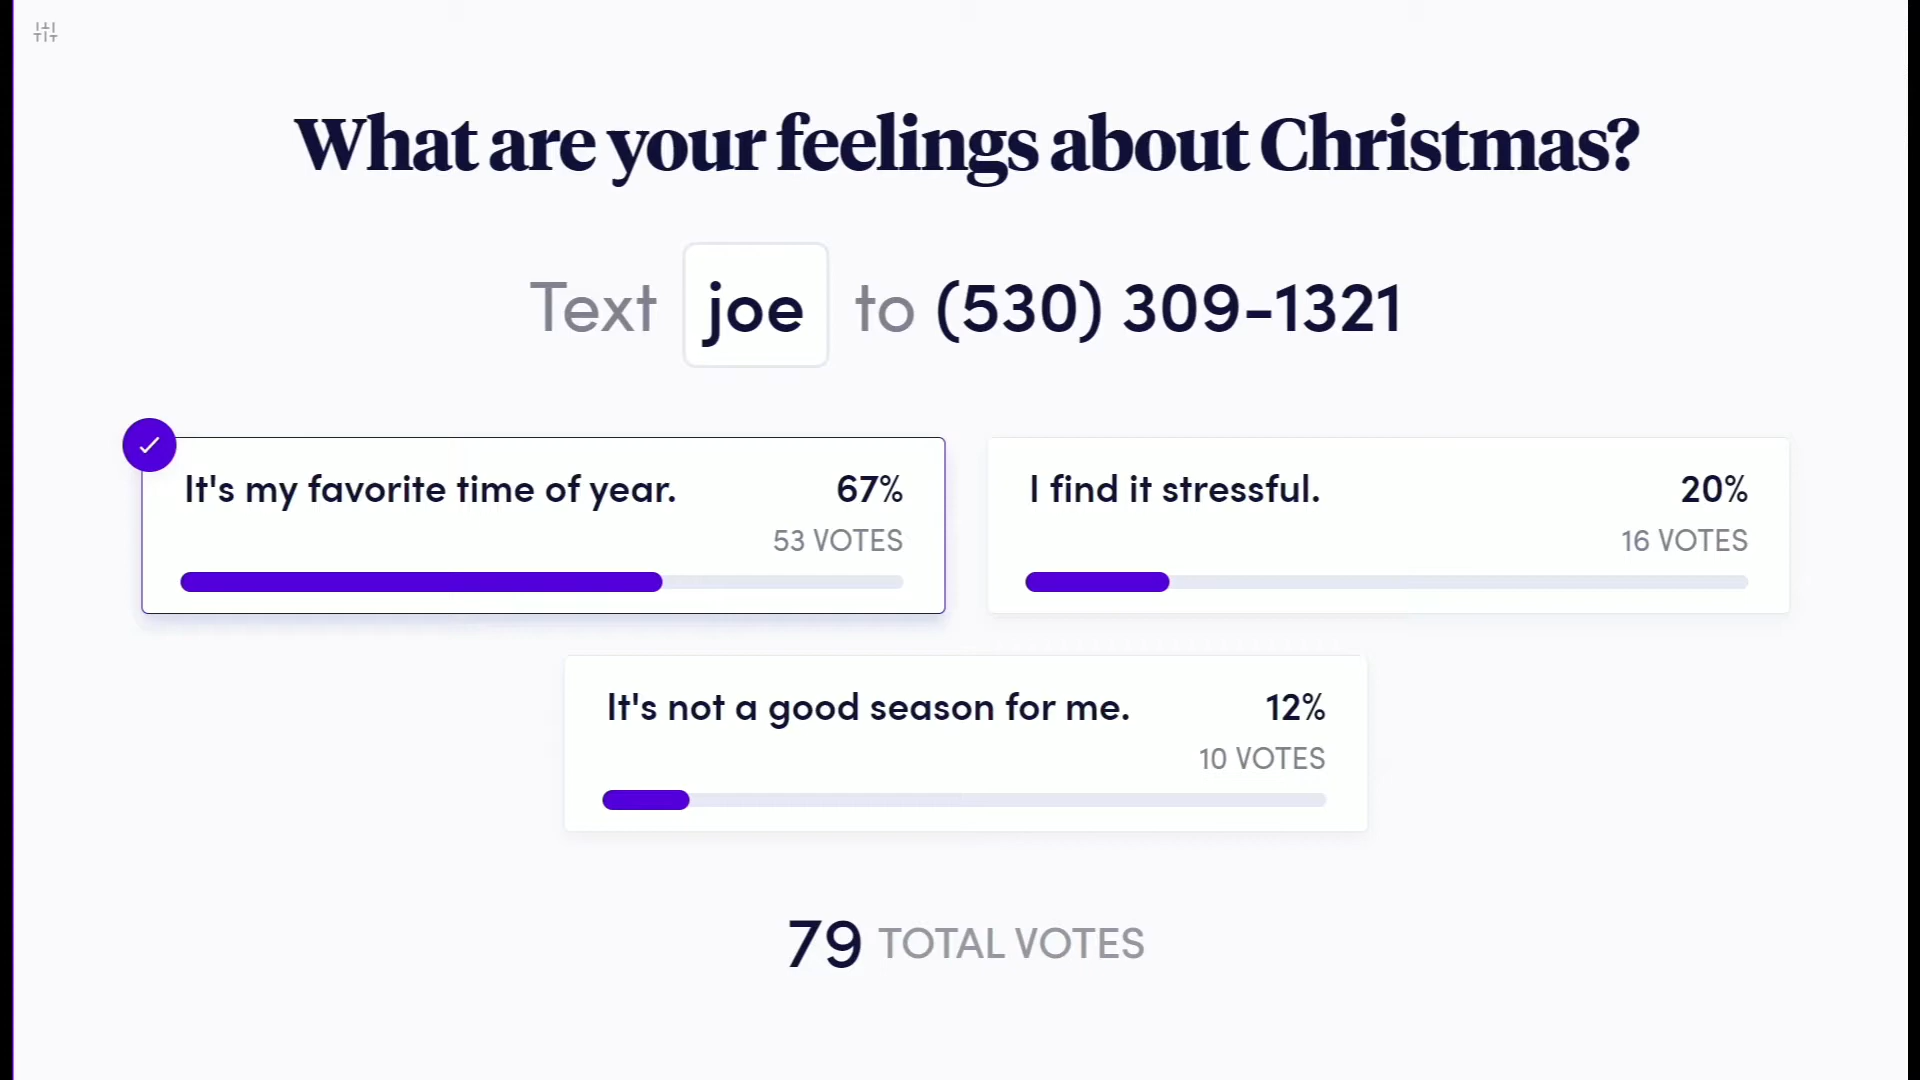 What are your feelings about Christmas?
Text joe to (530) 309-1321
It's my favorite time of year. 67%
53 VOTES
I find it stressful. 20%
16 VOTES
It's not a good season for me. 12%
10 VOTES
79 TOTAL VOTES